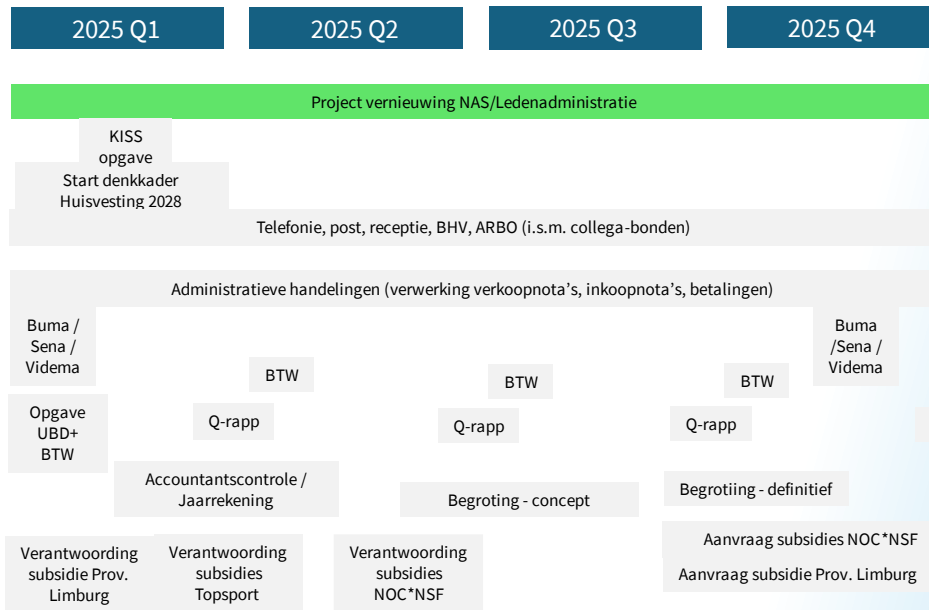 2025 Q1
2025 Q2
2025 Q3
2025 Q4
Project vernieuwing NAS/Ledenadministratie
KISS
opgave
Start denkkader
Huisvesting 2028
Telefonie, post, receptie, BHV, ARBO (i.s.m. collega-bonden)
Administratieve handelingen (verwerking verkoopnota’s, inkoopnota’s, betalingen)
Buma /
Sena /
Videma
Buma
/Sena /
Videma
BTW
BTW
BTW
Opgave
UBD+
BTW
Q-rapp
Q-rapp
Q-rapp
Accountantscontrole /
Jaarrekening
Begroting - concept
Begrotiing - definitief
Verantwoording
subsidie Prov.
Limburg
Verantwoording
subsidies
Topsport
Verantwoording
subsidies
NOC*NSF
Aanvraag subsidies NOC*NSF
Aanvraag subsidie Prov. Limburg